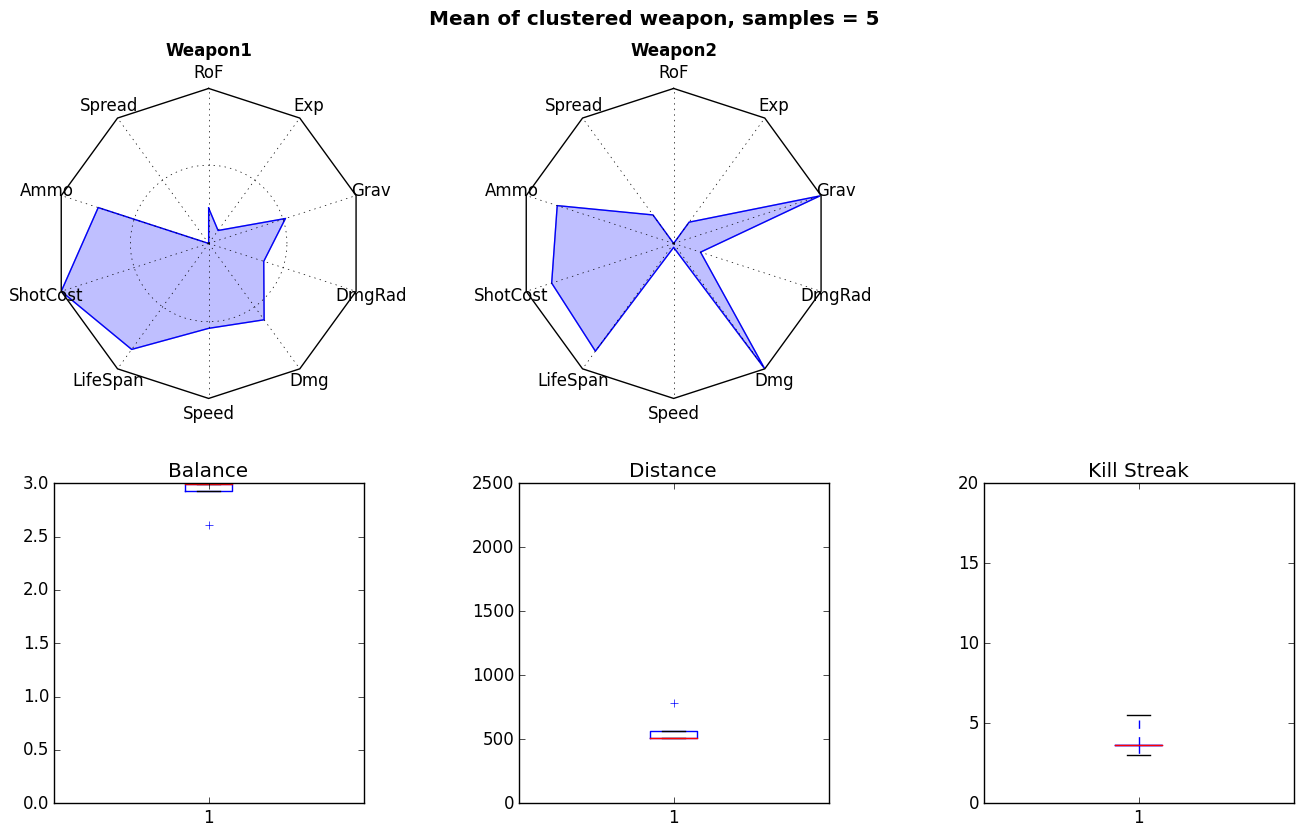 Mean of clustered weapon, samples = 5
Weapon1
RoF
Spread
Exp
Ammo
Grav
ShotCost
DmgRad
LifeSpan
Dmg
Speed
Weapon2
RoF
Spread
Exp
Ammo
Grav
ShotCost
DmgRad
LifeSpan
Dmg
Speed
Balance
3.0
2.5
2.0
1.5
1.0
0.5
0.0
1
Distance
2500
2000
1500
1000
500
0
1
Kill Streak
20
15
10
5
0
1